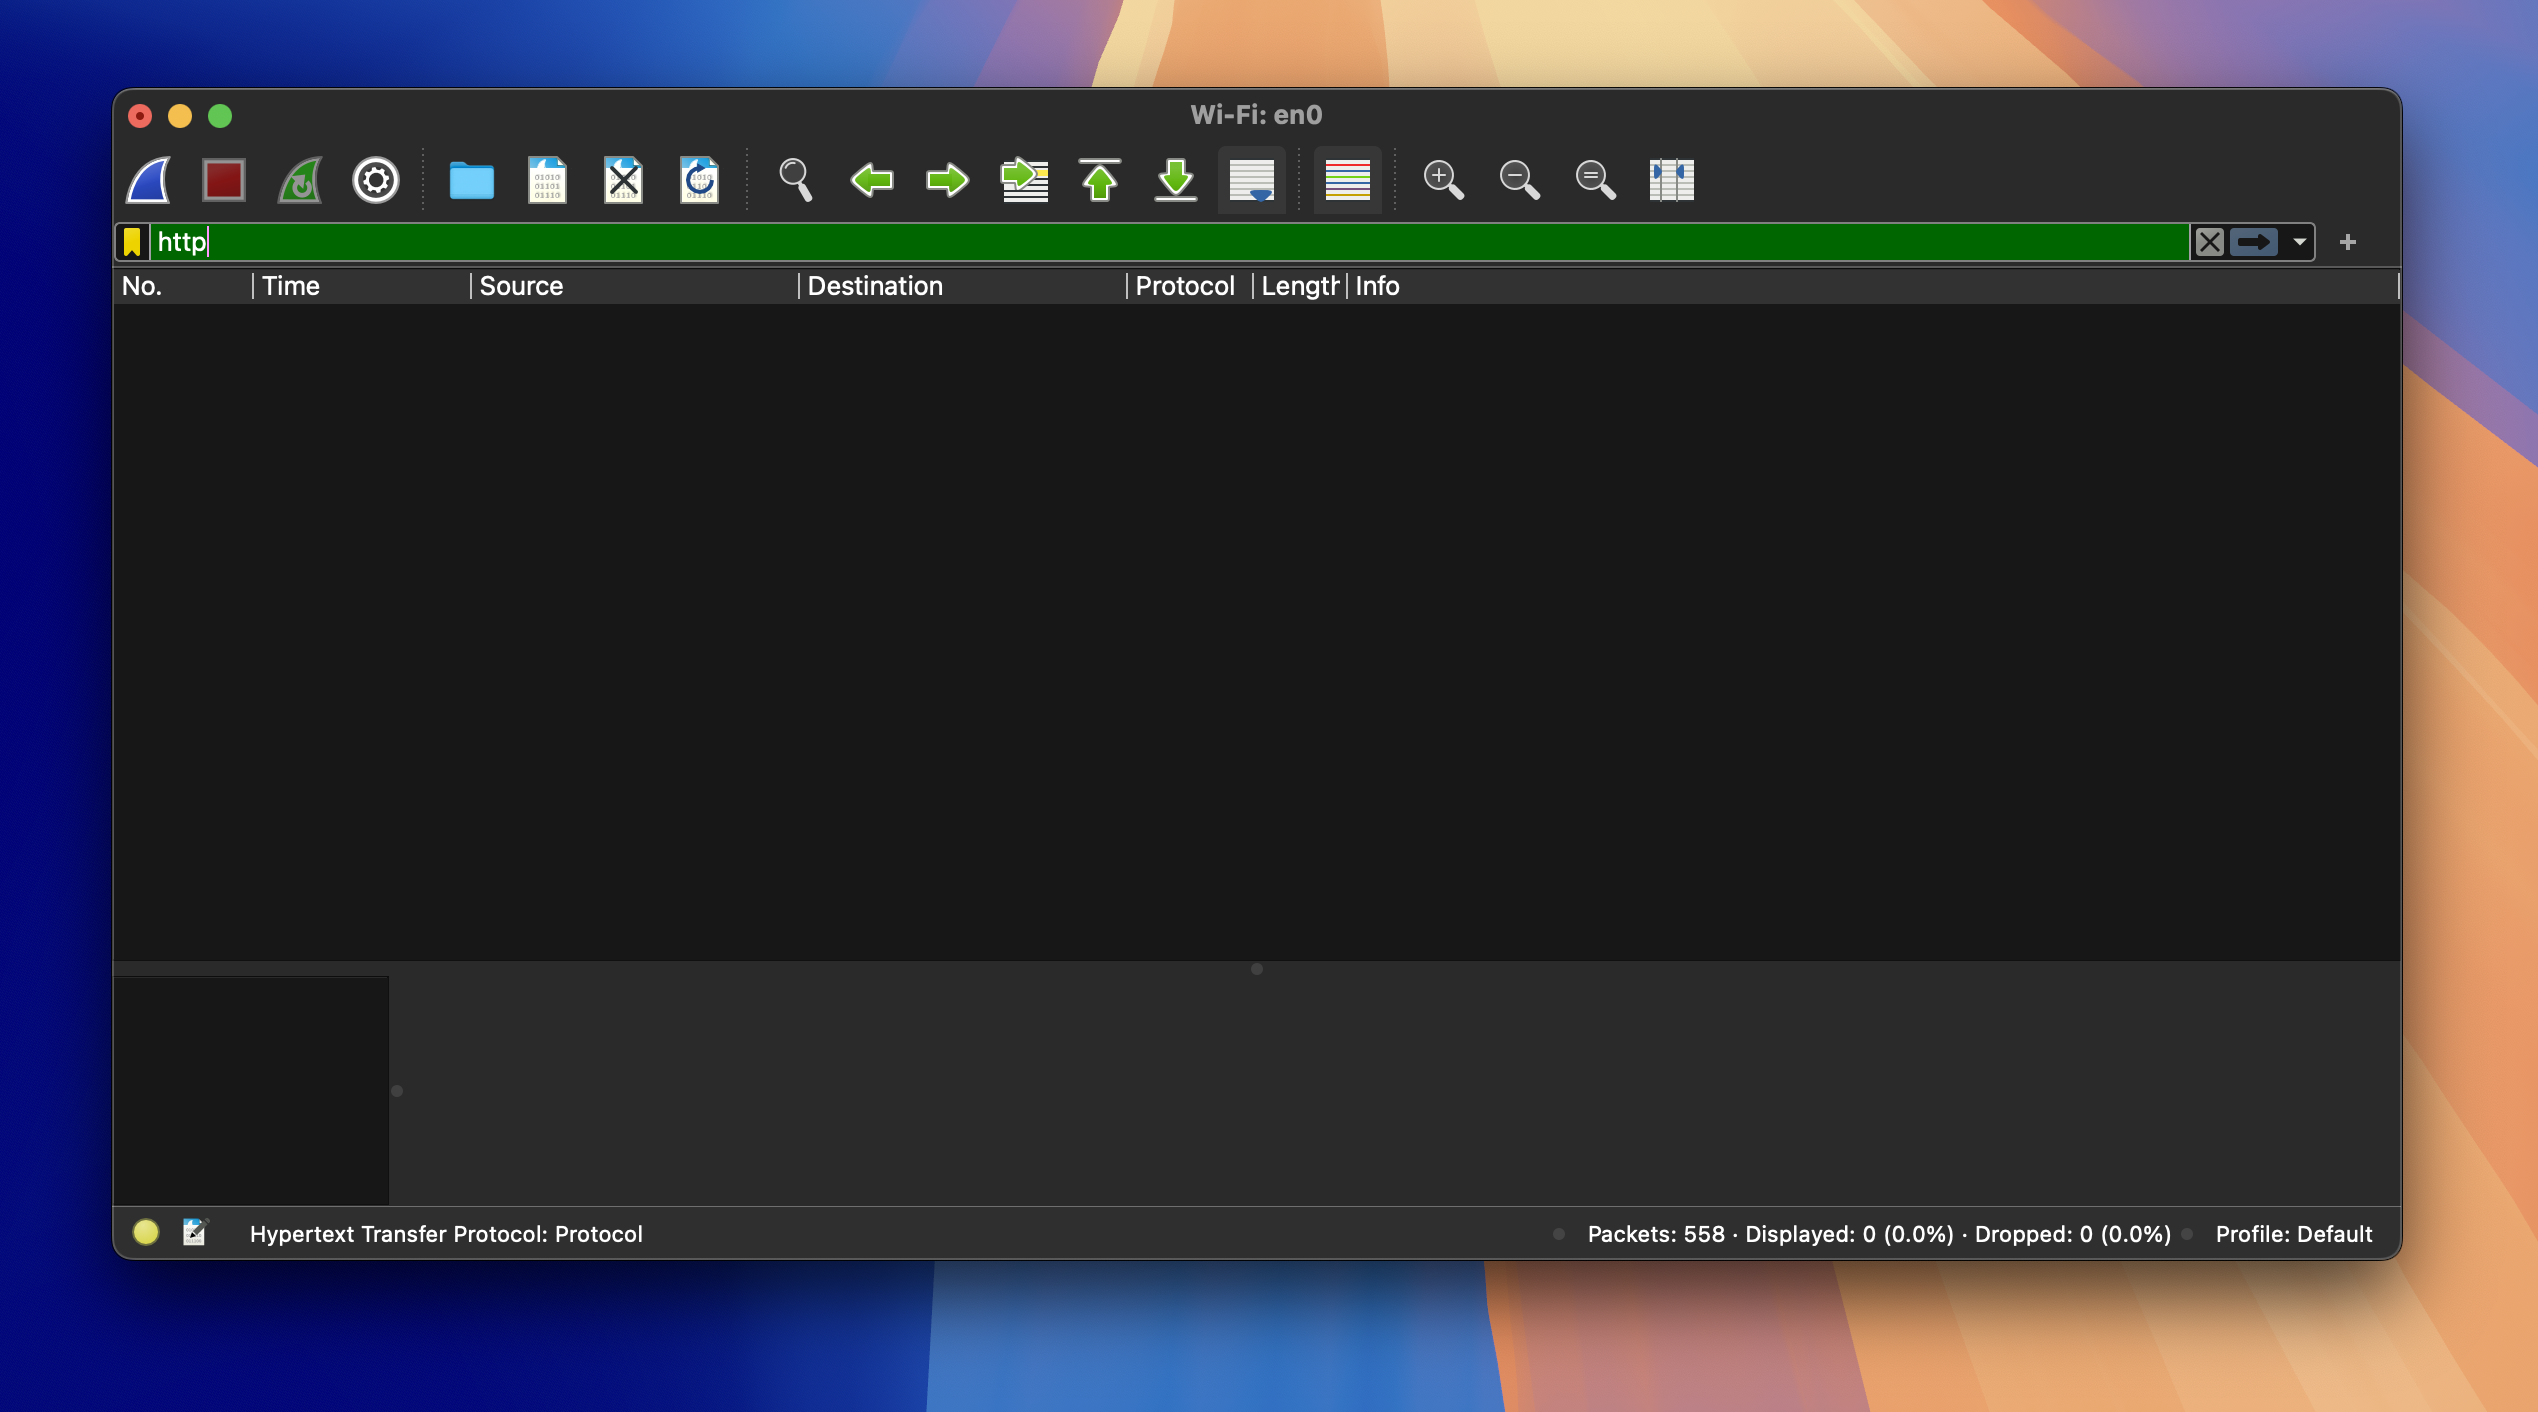 Wi-Fi: en0
http
No. Time Source Destination Protocol Length Info
Hypertext Transfer Protocol: Protocol
Packets: 558 · Displayed: 0 (0.0%) · Dropped: 0 (0.0%)
Profile: Default